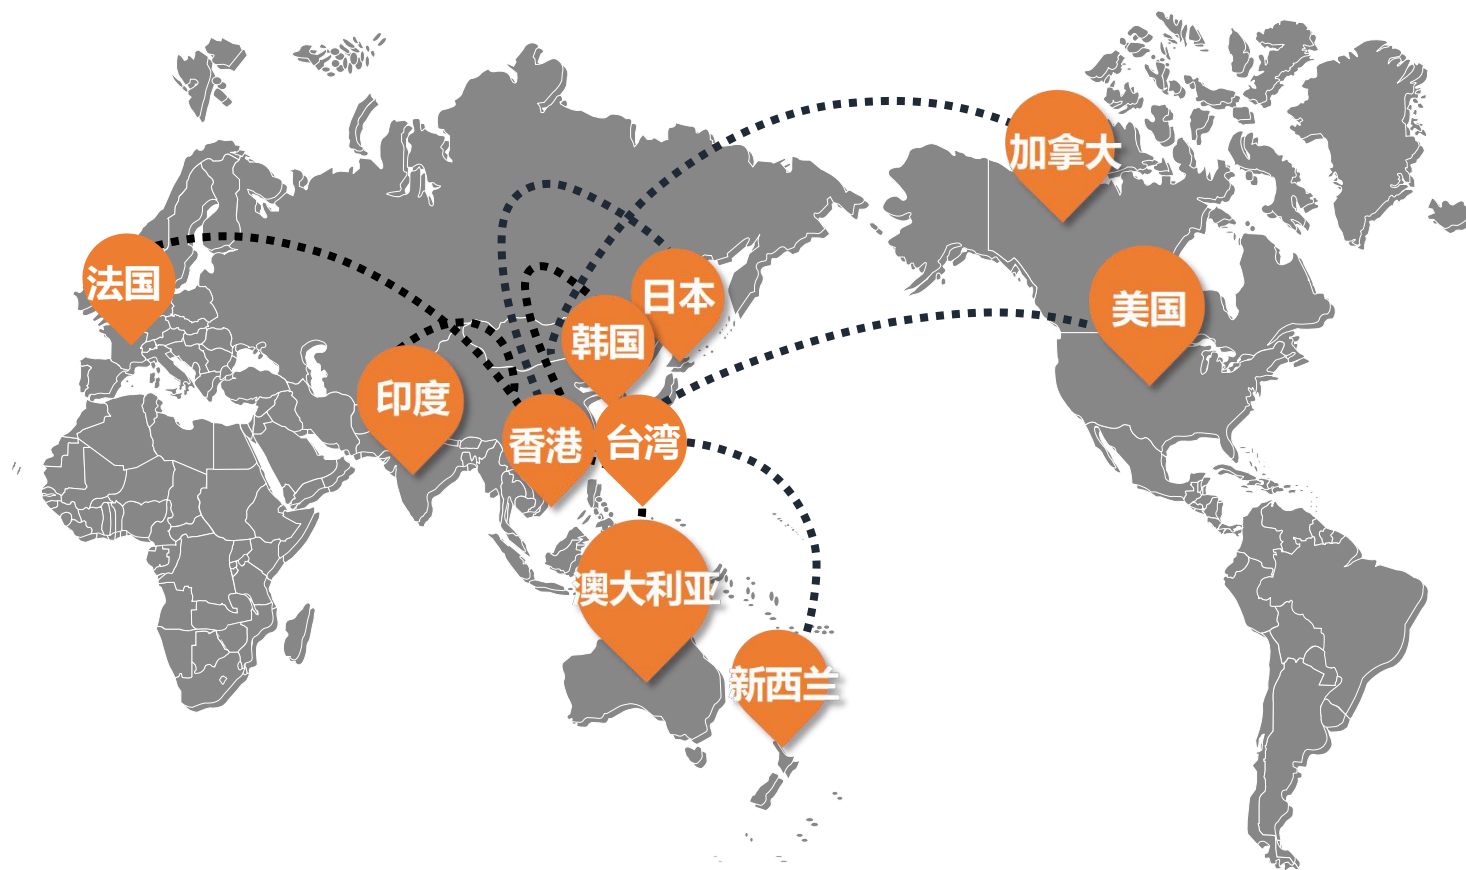 加拿大
法国
日本
美国
韩国
印度
香港
台湾
澳大利亚
新西兰